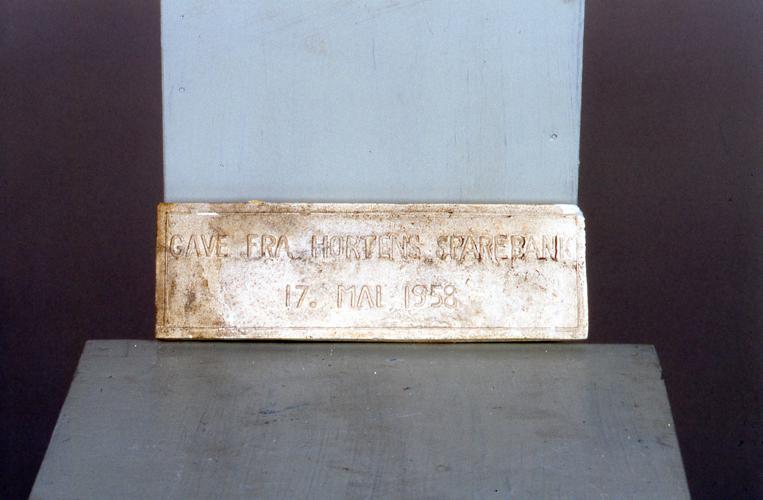 GAVE FRA HORTENS SPAREBANK
17. MAI 1958